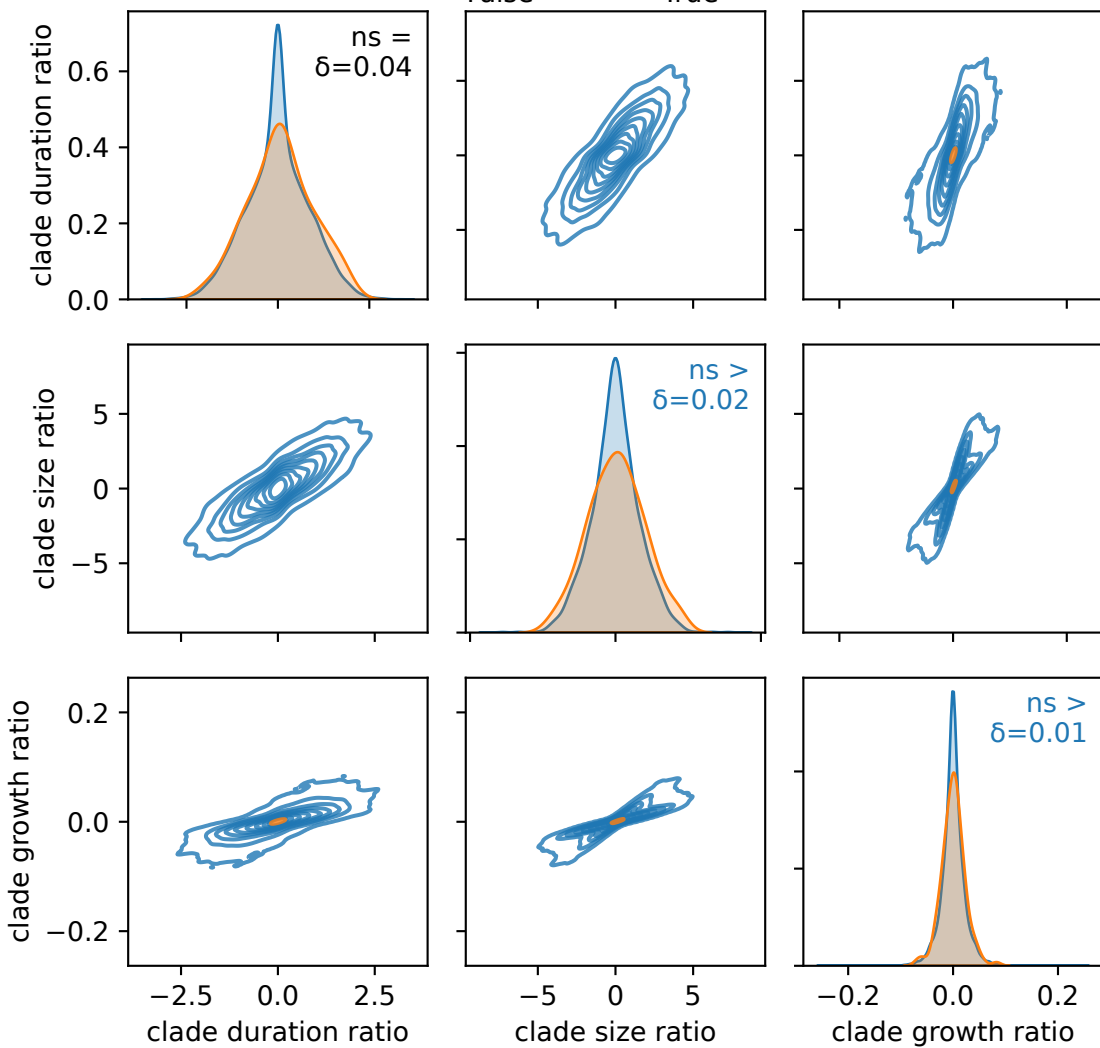 clade duration ratio
0.6
0.4
0.2
0.0
ns =
δ=0.04
clade size ratio
5
0
−5
ns >
δ=0.02
clade growth ratio
0.2
0.0
−0.2
ns >
δ=0.01
−2.5 0.0 2.5
−5 0 5
−0.2 0.0 0.2
clade duration ratio
clade size ratio
clade growth ratio